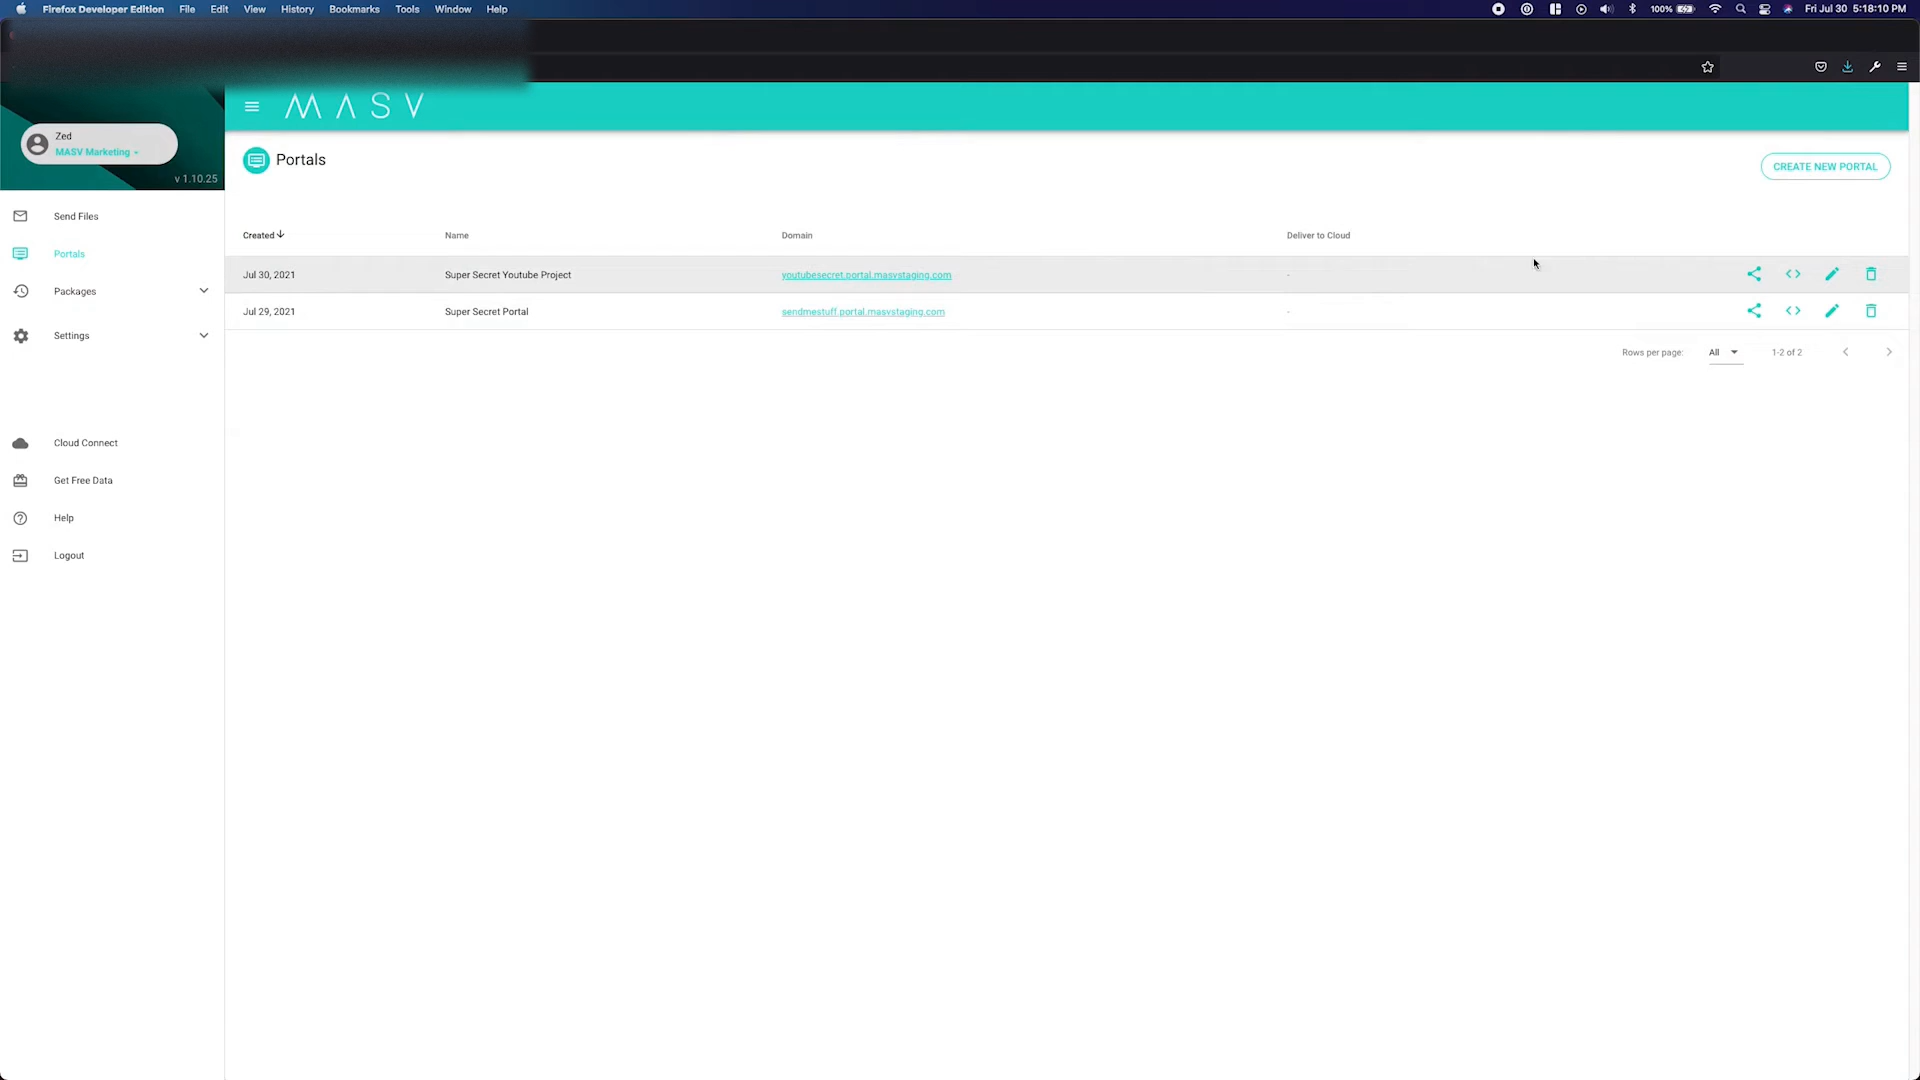 Firefox Developer Edition File Edit View History Bookmarks Tools Window Help 100% Fri Jul 30 5:18:10 PM
MASV
Zed
MASV Marketing
v 1.10.25
Portals
CREATE NEW PORTAL
Send Files
Portals
Packages
Settings
Cloud Connect
Get Free Data
Help
Logout
Created Name Domain Deliver to Cloud
Jul 30, 2021 Super Secret Youtube Project youtubesecret.portal.masvstaging.com -
Jul 29, 2021 Super Secret Portal sendmestuff.portal.masvstaging.com -
Rows per page: All 1-2 of 2